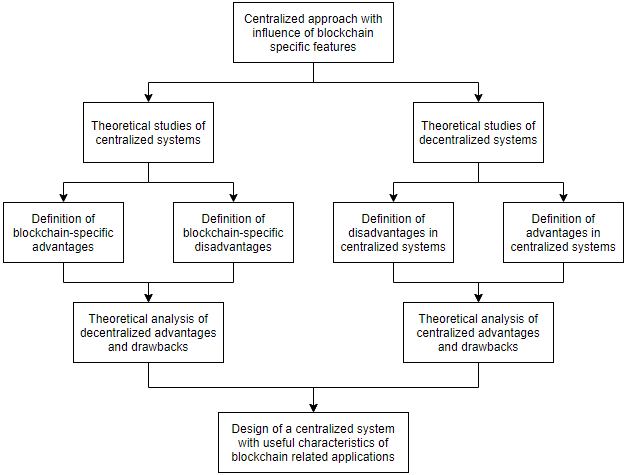 Centralized approach with
influence of blockchain
specific features
Theoretical studies of
centralized systems
Theoretical studies of
decentralized systems
Definition of
blockchain-specific
advantages
Definition of
blockchain-specific
disadvantages
Definition of
disadvantages in
centralized systems
Definition of
advantages in
centralized systems
Theoretical analysis of
decentralized advantages
and drawbacks
Theoretical analysis of
centralized advantages
and drawbacks
Design of a centralized system
with useful characteristics of
blockchain related applications